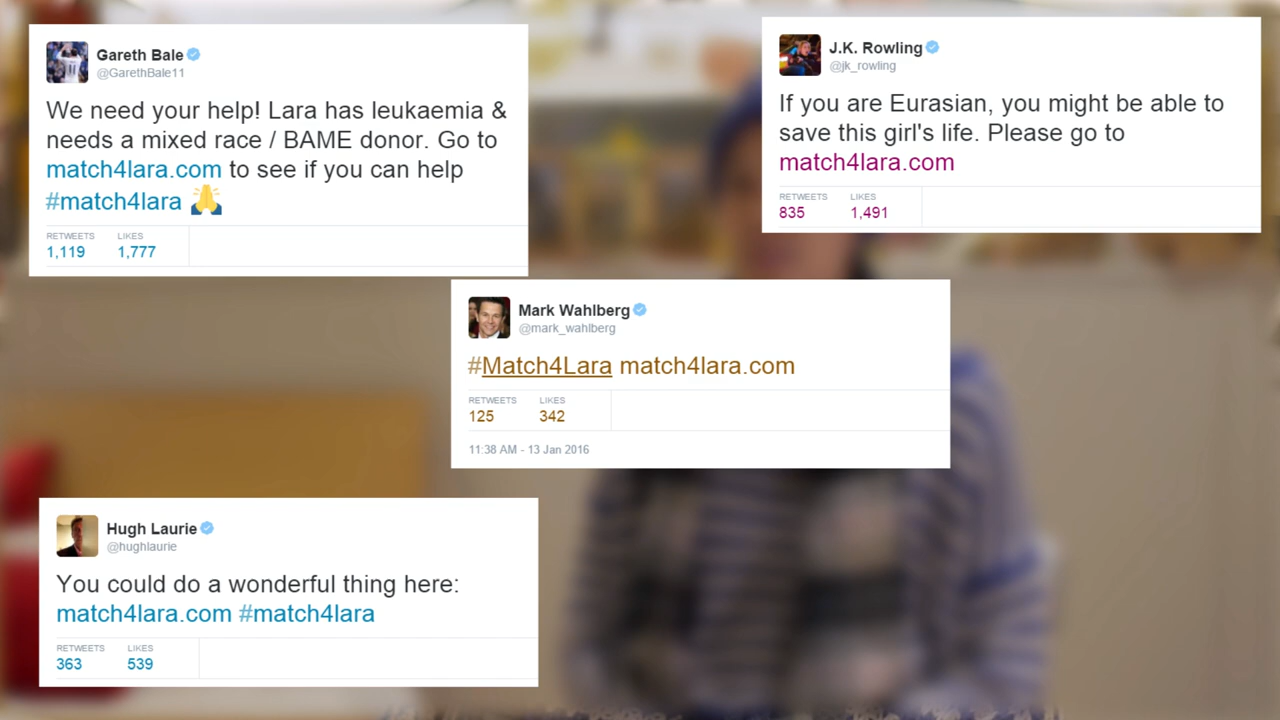 Gareth Bale
@GarethBale11
We need your help! Lara has leukaemia &
needs a mixed race / BAME donor. Go to
match4lara.com to see if you can help
#match4lara 🙏
RETWEETS LIKES
1,119 1,777
J.K. Rowling
@jk_rowling
If you are Eurasian, you might be able to
save this girl's life. Please go to
match4lara.com
RETWEETS LIKES
835 1,491
Mark Wahlberg
@mark_wahlberg
#Match4Lara match4lara.com
RETWEETS LIKES
125 342
11:38 AM - 13 Jan 2016
Hugh Laurie
@hughlaurie
You could do a wonderful thing here:
match4lara.com #match4lara
RETWEETS LIKES
363 539